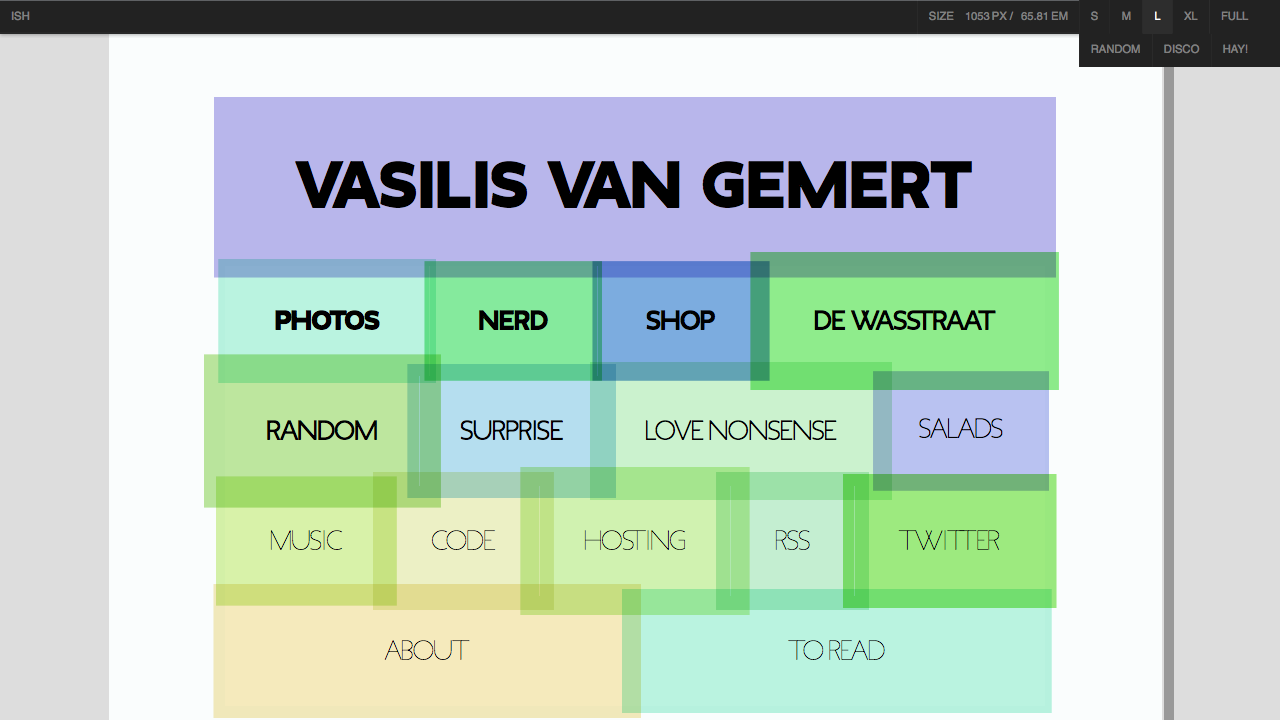 ISH SIZE 1053 PX / 65.81 EM S M L XL FULL
RANDOM DISCO HAY!
VASILIS VAN GEMERT
PHOTOS NERD SHOP DE WASSTRAAT
RANDOM SURPRISE LOVE NONSENSE SALADS
MUSIC CODE HOSTING RSS TWITTER
ABOUT TO READ